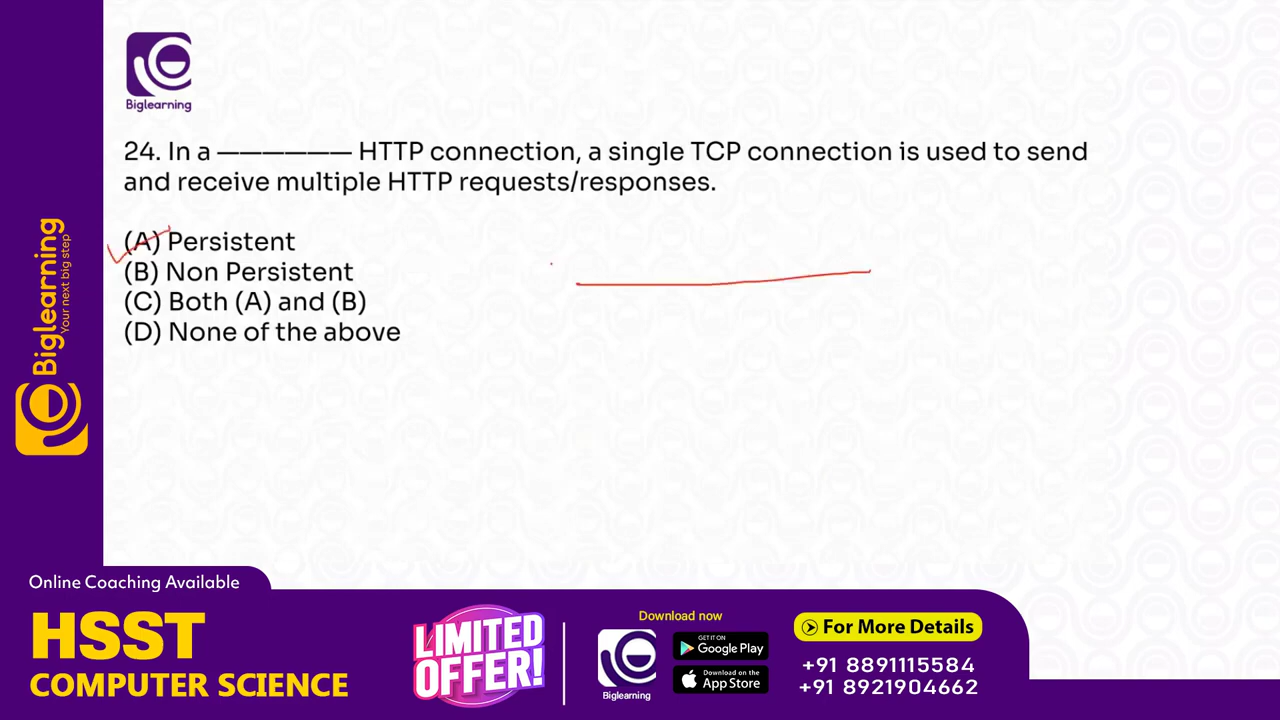 Biglearning
24. In a —————— HTTP connection, a single TCP connection is used to send
and receive multiple HTTP requests/responses.
(A) Persistent
(B) Non Persistent
(C) Both (A) and (B)
(D) None of the above
Biglearning
Your next big step
Online Coaching Available
HSST
COMPUTER SCIENCE
LIMITED
OFFER!
Download now
Biglearning
GET IT ON
Google Play
Download on the
App Store
For More Details
+91 8891115584
+91 8921904662